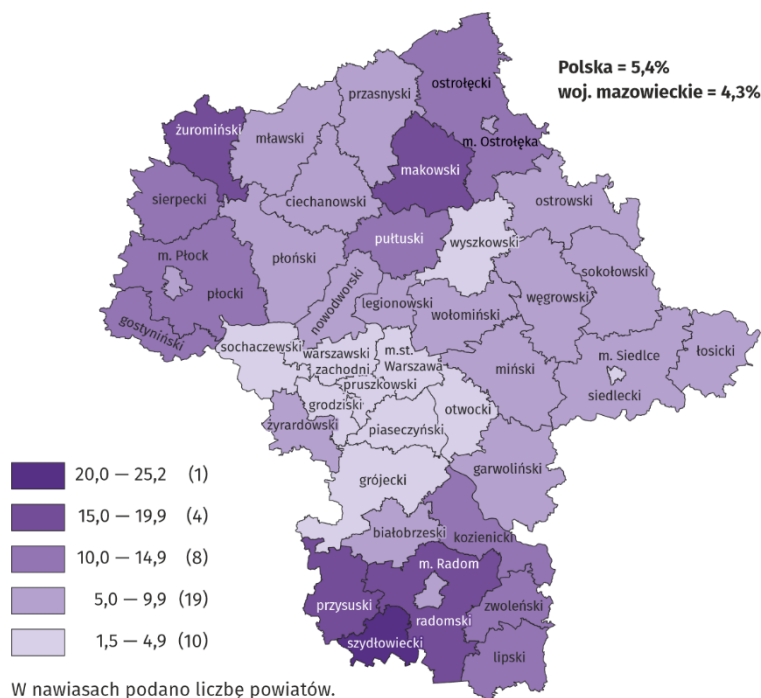 Polska = 5,4%
woj. mazowieckie = 4,3%
ostrołęcki
przasnyski
żuromiński
mławski
m. Ostrołęka
makowski
sierpecki
ciechanowski
ostrowski
pułtuski
wyszkowski
m. Płock
płoński
sokołowski
płocki
nowodworski
legionowski
węgrowski
wołomiński
gostyniński
sochaczewski
warszawski
zachodni
m.st.
Warszawa
łosicki
m. Siedlce
miński
pruszkowski
siedlecki
grodziski
otwocki
żyrardowski
piaseczyński
garwoliński
grójecki
białobrzeski
kozienicki
m. Radom
przysuski
radomski
zwoleński
szydłowiecki
lipski
20,0 — 25,2 (1)
15,0 — 19,9 (4)
10,0 — 14,9 (8)
5,0 — 9,9 (19)
1,5 — 4,9 (10)
W nawiasach podano liczbę powiatów.